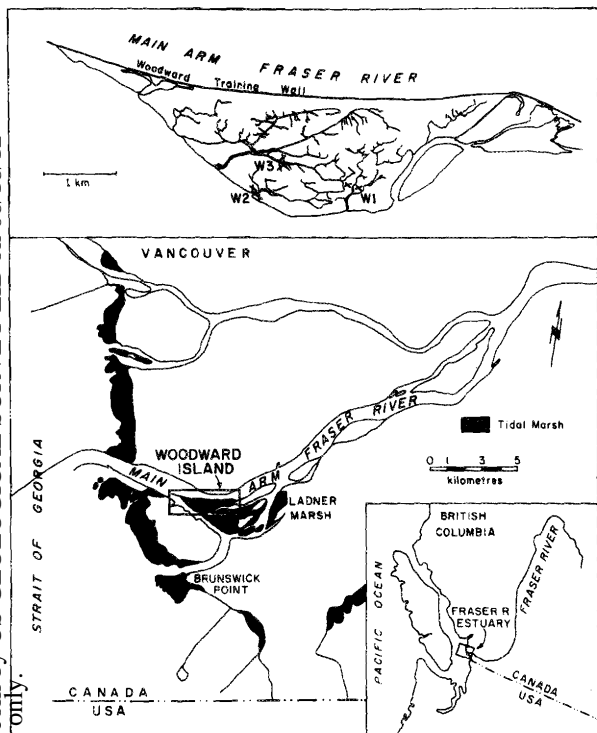 MAIN ARM FRASER RIVER
Woodward Training Wall
1 km
W3
W2
W1
VANCOUVER
MAIN ARM FRASER RIVER
Tidal Marsh
WOODWARD
ISLAND
0 1 3 5
kilometres
LADNER
MARSH
STRAIT OF GEORGIA
BRUNSWICK
POINT
CANADA
USA
BRITISH
COLUMBIA
FRASER RIVER
PACIFIC OCEAN
FRASER R
ESTUARY
CANADA
USA
only.